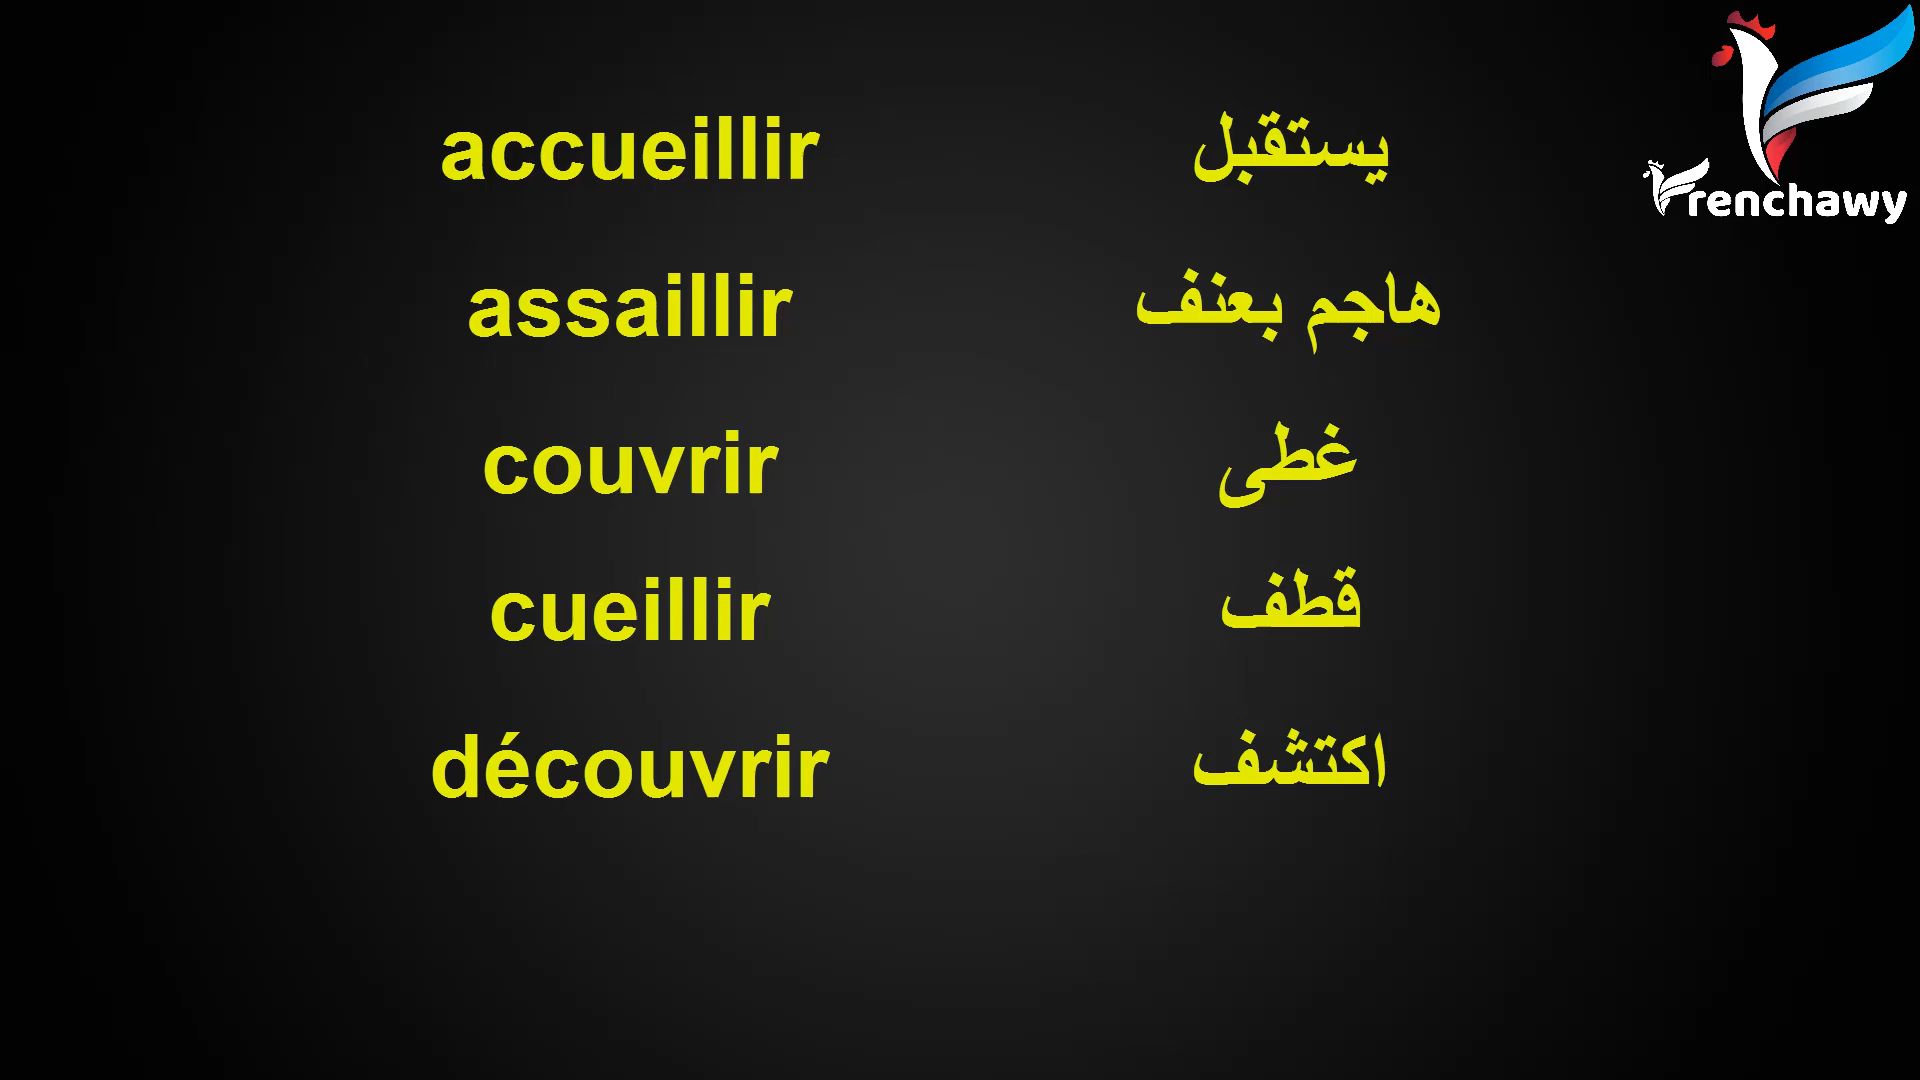 accueillir يستقبل
assaillir هاجم بعنف
couvrir غطى
cueillir قطف
découvrir اكتشف
Frenchawy